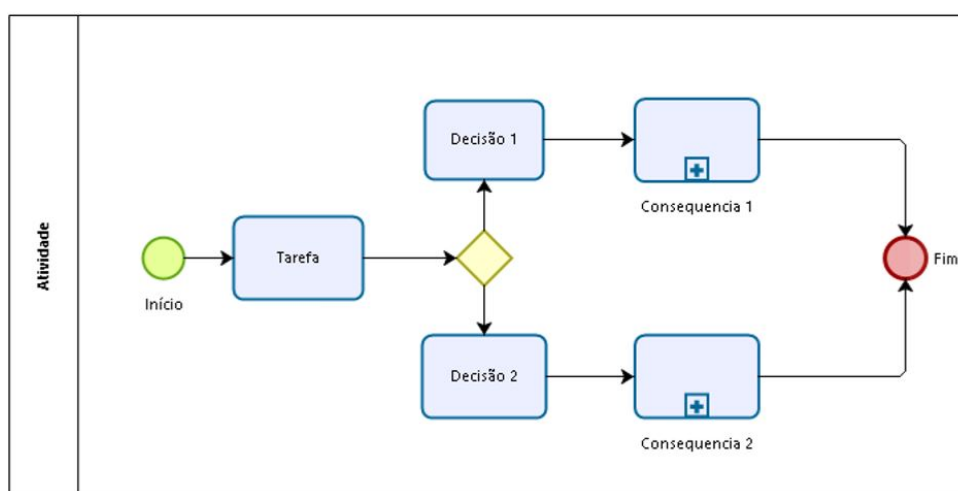 Atividade
Início
Tarefa
Decisão 1
Consequencia 1
Decisão 2
Consequencia 2
Fim